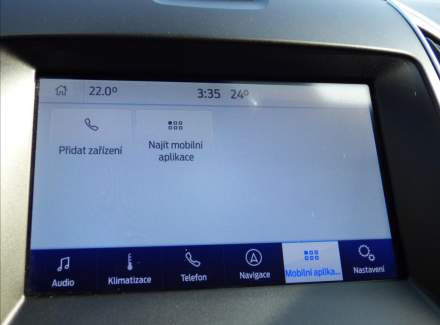 22.0° 3:35 24°
Přidat zařízení
Najít mobilní
aplikace
Audio Klimatizace Telefon Navigace Mobilní aplika... Nastavení